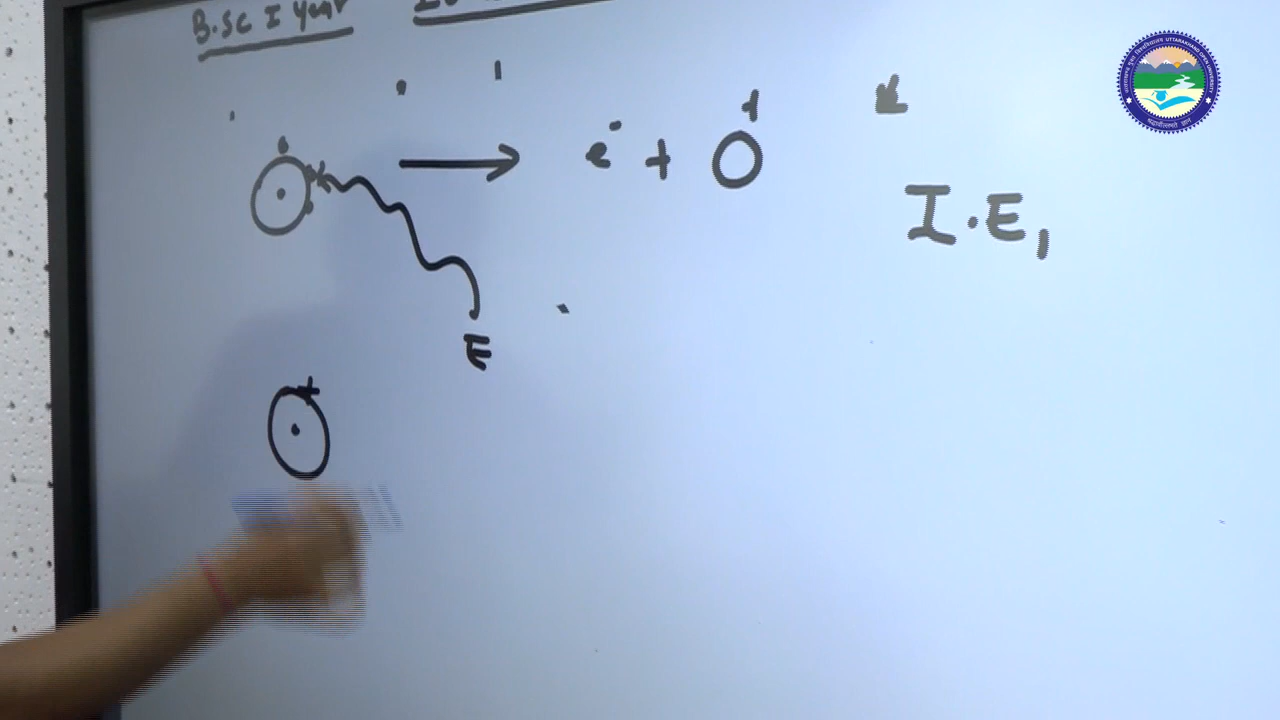 B.Sc I Year
→ e⁻ + O
I.E₁
E
+